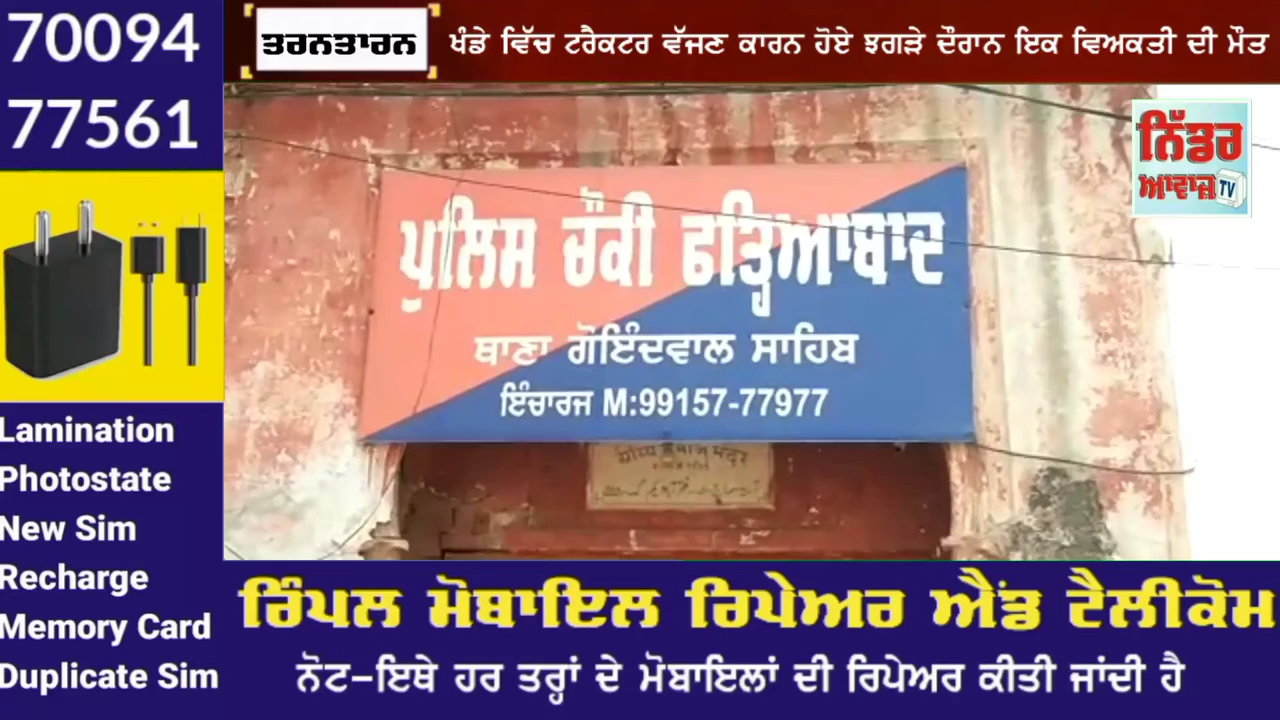 70094
77561
ਤਰਨਤਾਰਨ
ਖੰਡੇ ਵਿੱਚ ਟਰੈਕਟਰ ਵੱਜਣ ਕਾਰਨ ਹੋਏ ਝਗੜੇ ਦੌਰਾਨ ਇਕ ਵਿਅਕਤੀ ਦੀ ਮੌਤ
ਨਿੱਡਰ
ਆਵਾਜ਼ TV
ਪੁਲਿਸ ਚੌਕੀ ਫਤ੍ਹਿਆਬਾਦ
ਥਾਣਾ ਗੋਇੰਦਵਾਲ ਸਾਹਿਬ
ਇੰਚਾਰਜ M:99157-77977
Lamination
Photostate
New Sim
Recharge
Memory Card
Duplicate Sim
ਰਿੰਪਲ ਮੋਬਾਇਲ ਰਿਪੇਅਰ ਐਂਡ ਟੈਲੀਕੋਮ
ਨੋਟ-ਇਥੇ ਹਰ ਤਰ੍ਹਾਂ ਦੇ ਮੋਬਾਇਲਾਂ ਦੀ ਰਿਪੇਅਰ ਕੀਤੀ ਜਾਂਦੀ ਹੈ